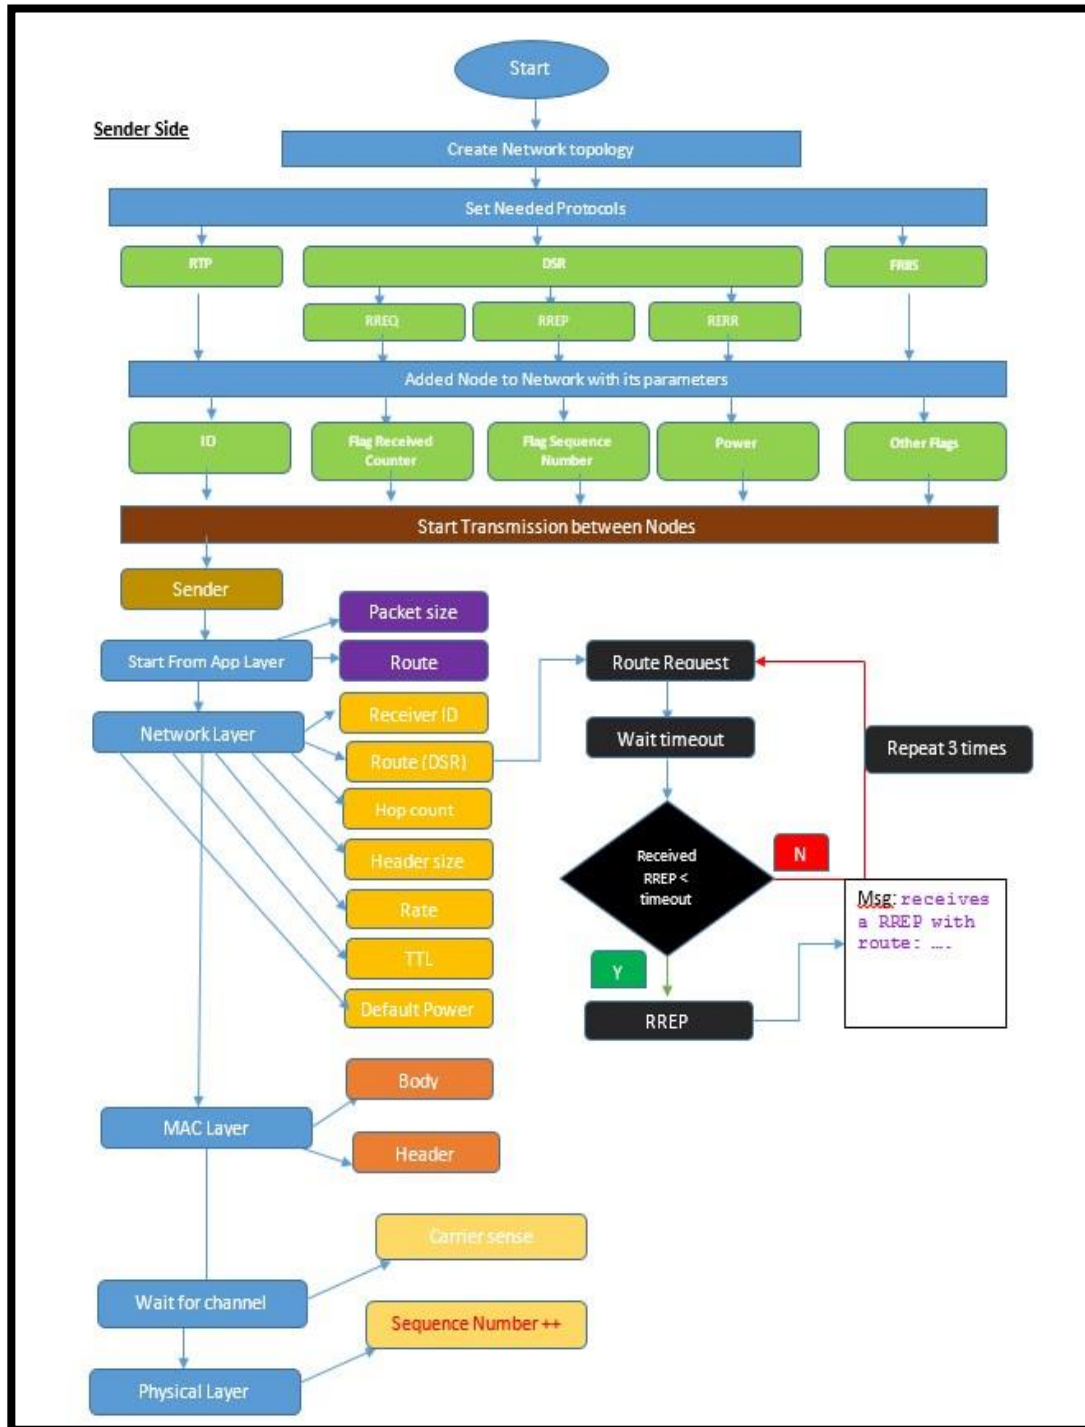 Start
Sender Side
Create Network topology
Set Needed Protocols
RTP
DSR
FRIIS
RREQ
RREP
RERR
Added Node to Network with its parameters
ID
Flag Received
Counter
Flag Sequence
Number
Power
Other Flags
Start Transmission between Nodes
Sender
Packet size
Start From App Layer
Route
Route Request
Receiver ID
Network Layer
Route (DSR)
Wait timeout
Repeat 3 times
Hop count
Header size
Received
RREP <
timeout
N
Rate
Msg: receives
a RREP with
route: ….
TTL
Y
Default Power
RREP
Body
MAC Layer
Header
Carrier sense
Wait for channel
Sequence Number ++
Physical Layer